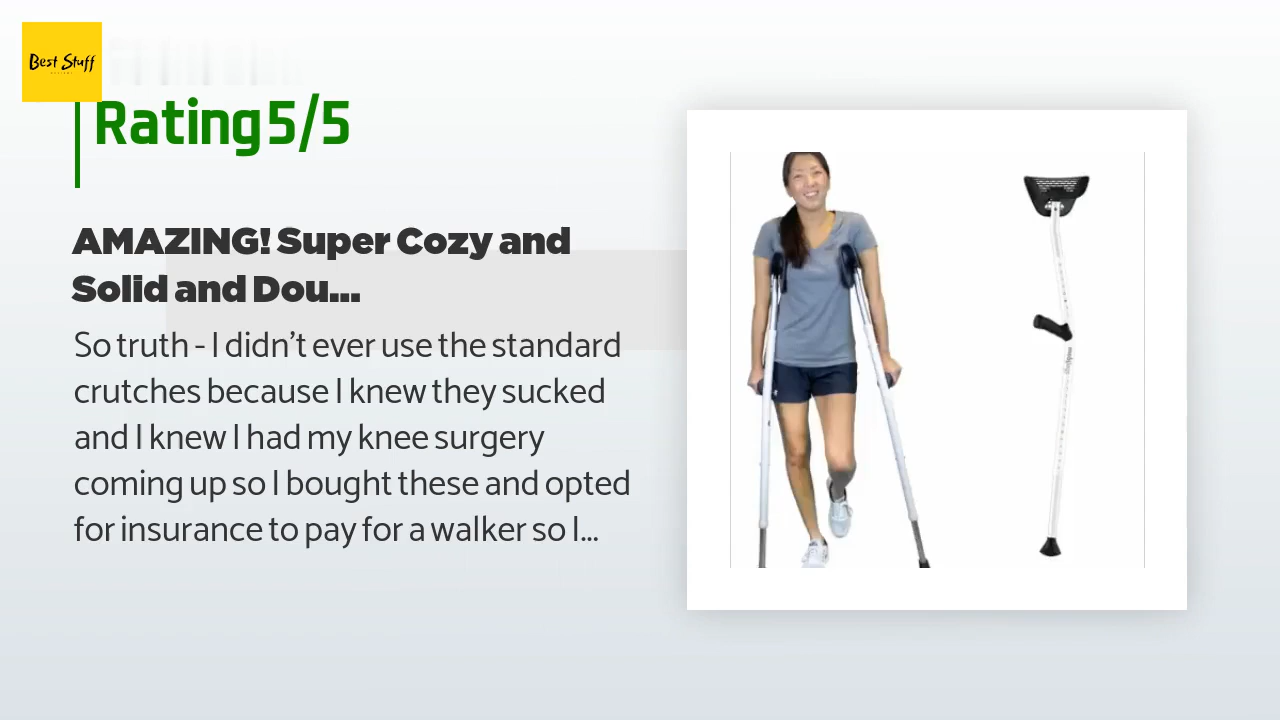 Best Stuff
Rating 5/5
AMAZING! Super Cozy and
Solid and Dou...
So truth - I didn't ever use the standard
crutches because I knew they sucked
and I knew I had my knee surgery
coming up so I bought these and opted
for insurance to pay for a walker so I...